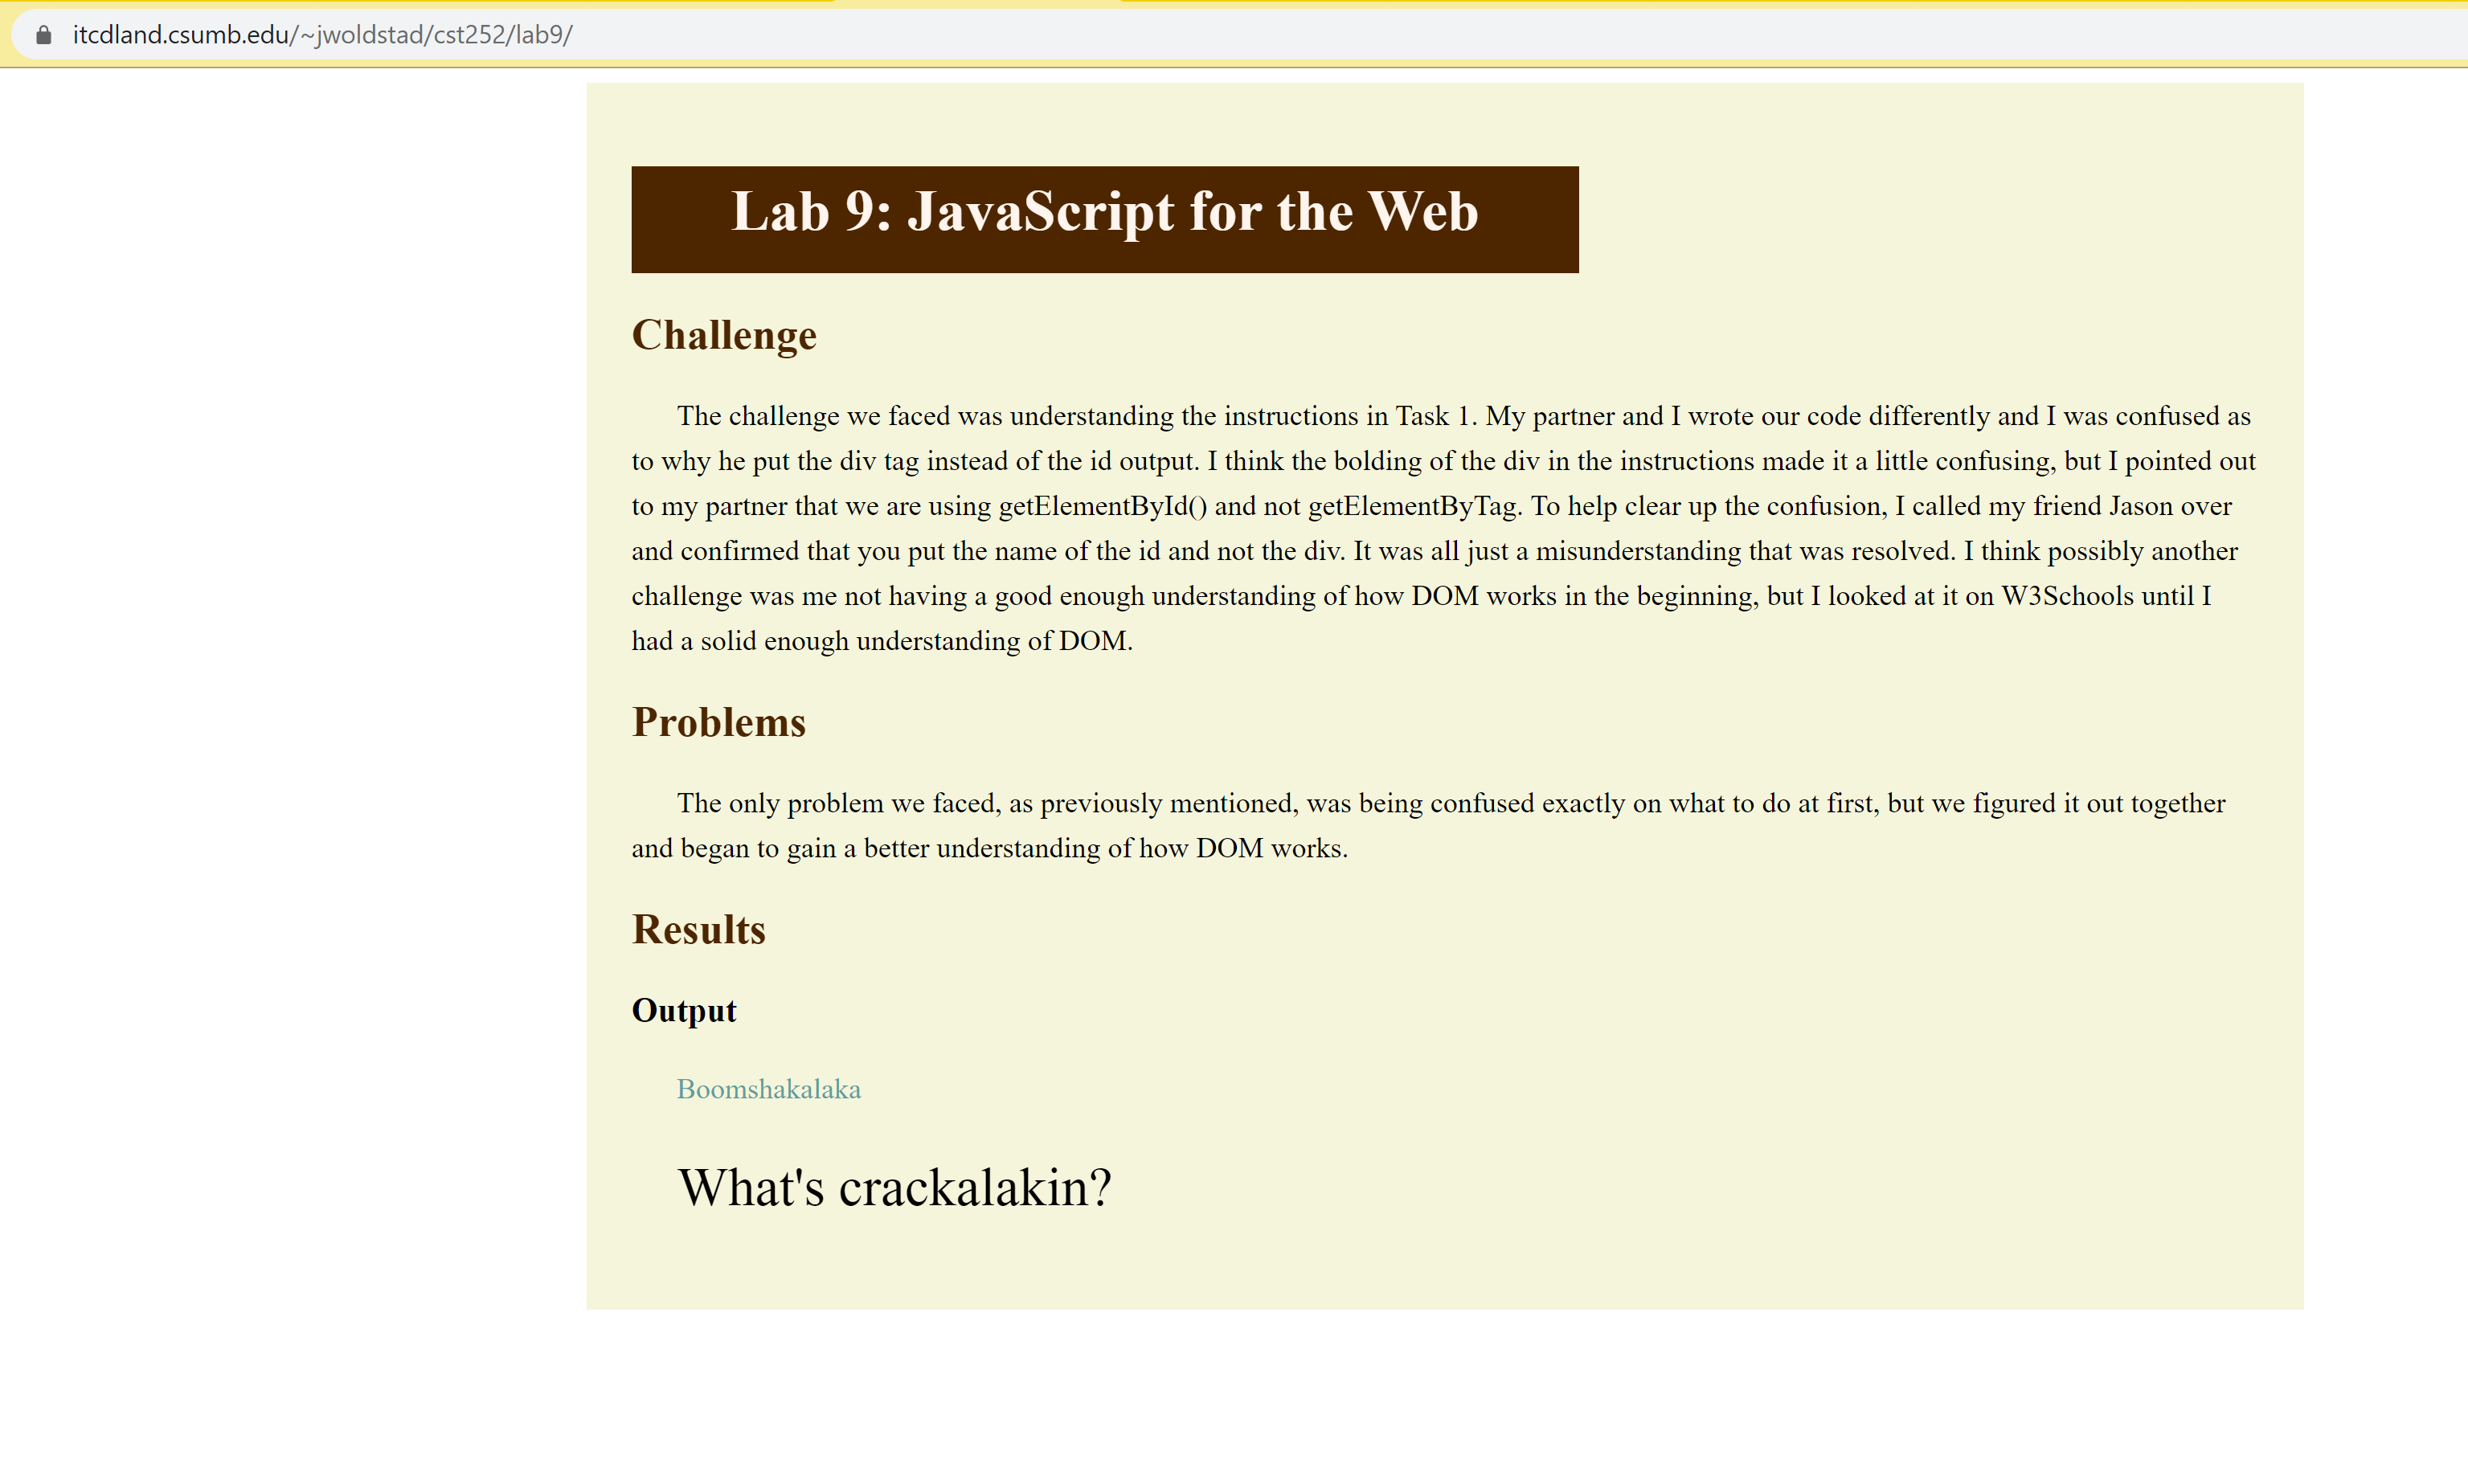 itcdland.csumb.edu/~jwoldstad/cst252/lab9/
Lab 9: JavaScript for the Web
Challenge
The challenge we faced was understanding the instructions in Task 1. My partner and I wrote our code differently and I was confused as
to why he put the div tag instead of the id output. I think the bolding of the div in the instructions made it a little confusing, but I pointed out
to my partner that we are using getElementById() and not getElementByTag. To help clear up the confusion, I called my friend Jason over
and confirmed that you put the name of the id and not the div. It was all just a misunderstanding that was resolved. I think possibly another
challenge was me not having a good enough understanding of how DOM works in the beginning, but I looked at it on W3Schools until I
had a solid enough understanding of DOM.
Problems
The only problem we faced, as previously mentioned, was being confused exactly on what to do at first, but we figured it out together
and began to gain a better understanding of how DOM works.
Results
Output
Boomshakalaka
What's crackalakin?